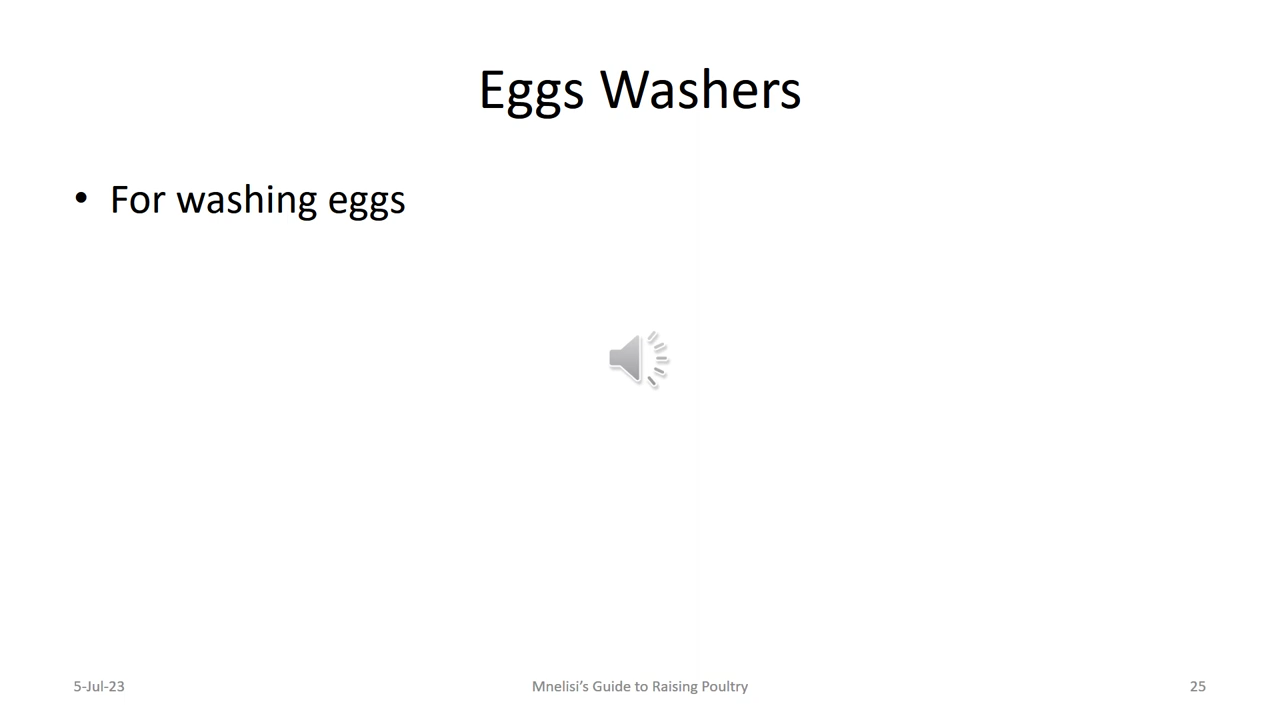 Eggs Washers
• For washing eggs
5-Jul-23
Mnelisi’s Guide to Raising Poultry
25